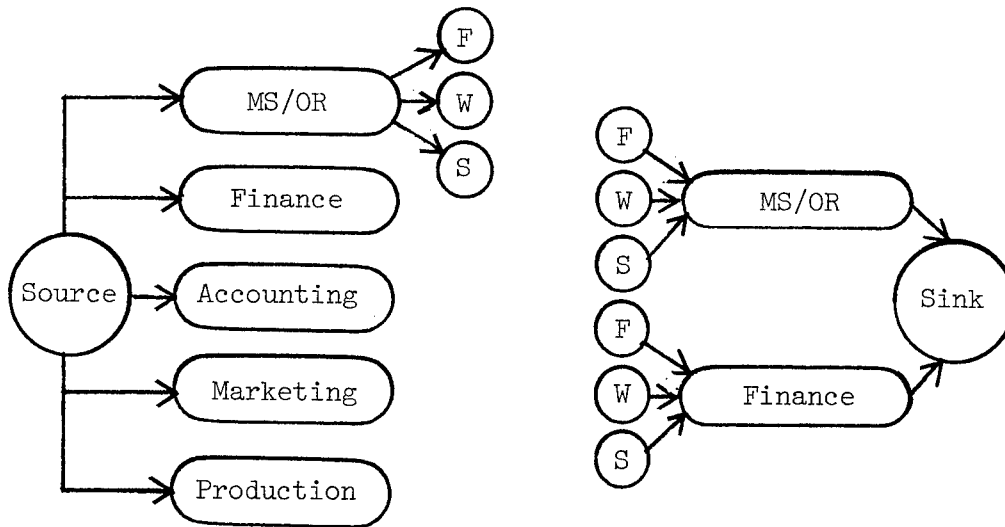 F
MS/OR
W
S
Finance
Source
Accounting
Marketing
Production
F
W
MS/OR
S
Sink
F
W
Finance
S